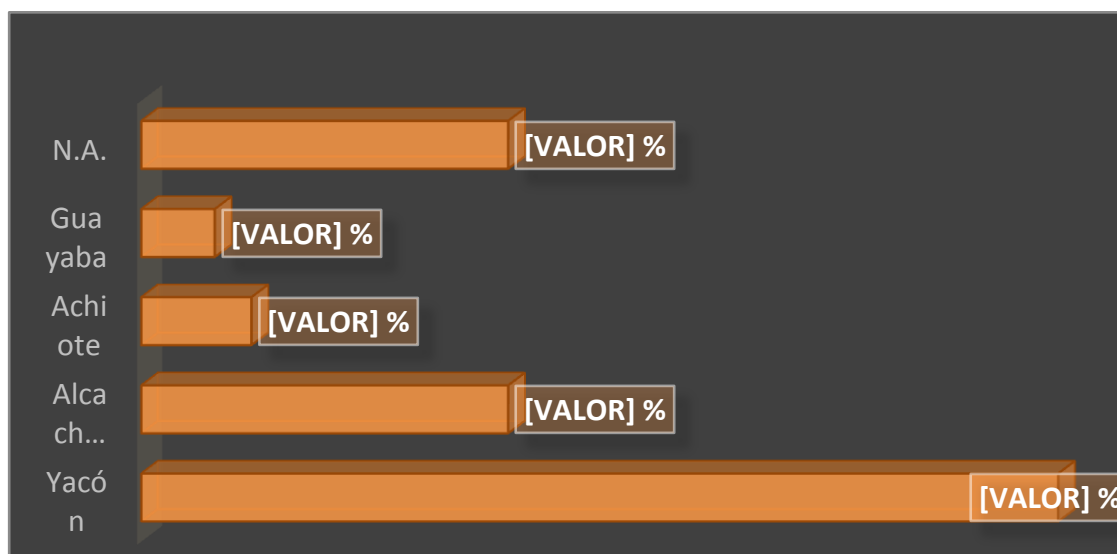 N.A.
[VALOR] %
Gua
yaba
[VALOR] %
Achi
ote
[VALOR] %
Alca
ch...
[VALOR] %
Yacó
n
[VALOR] %